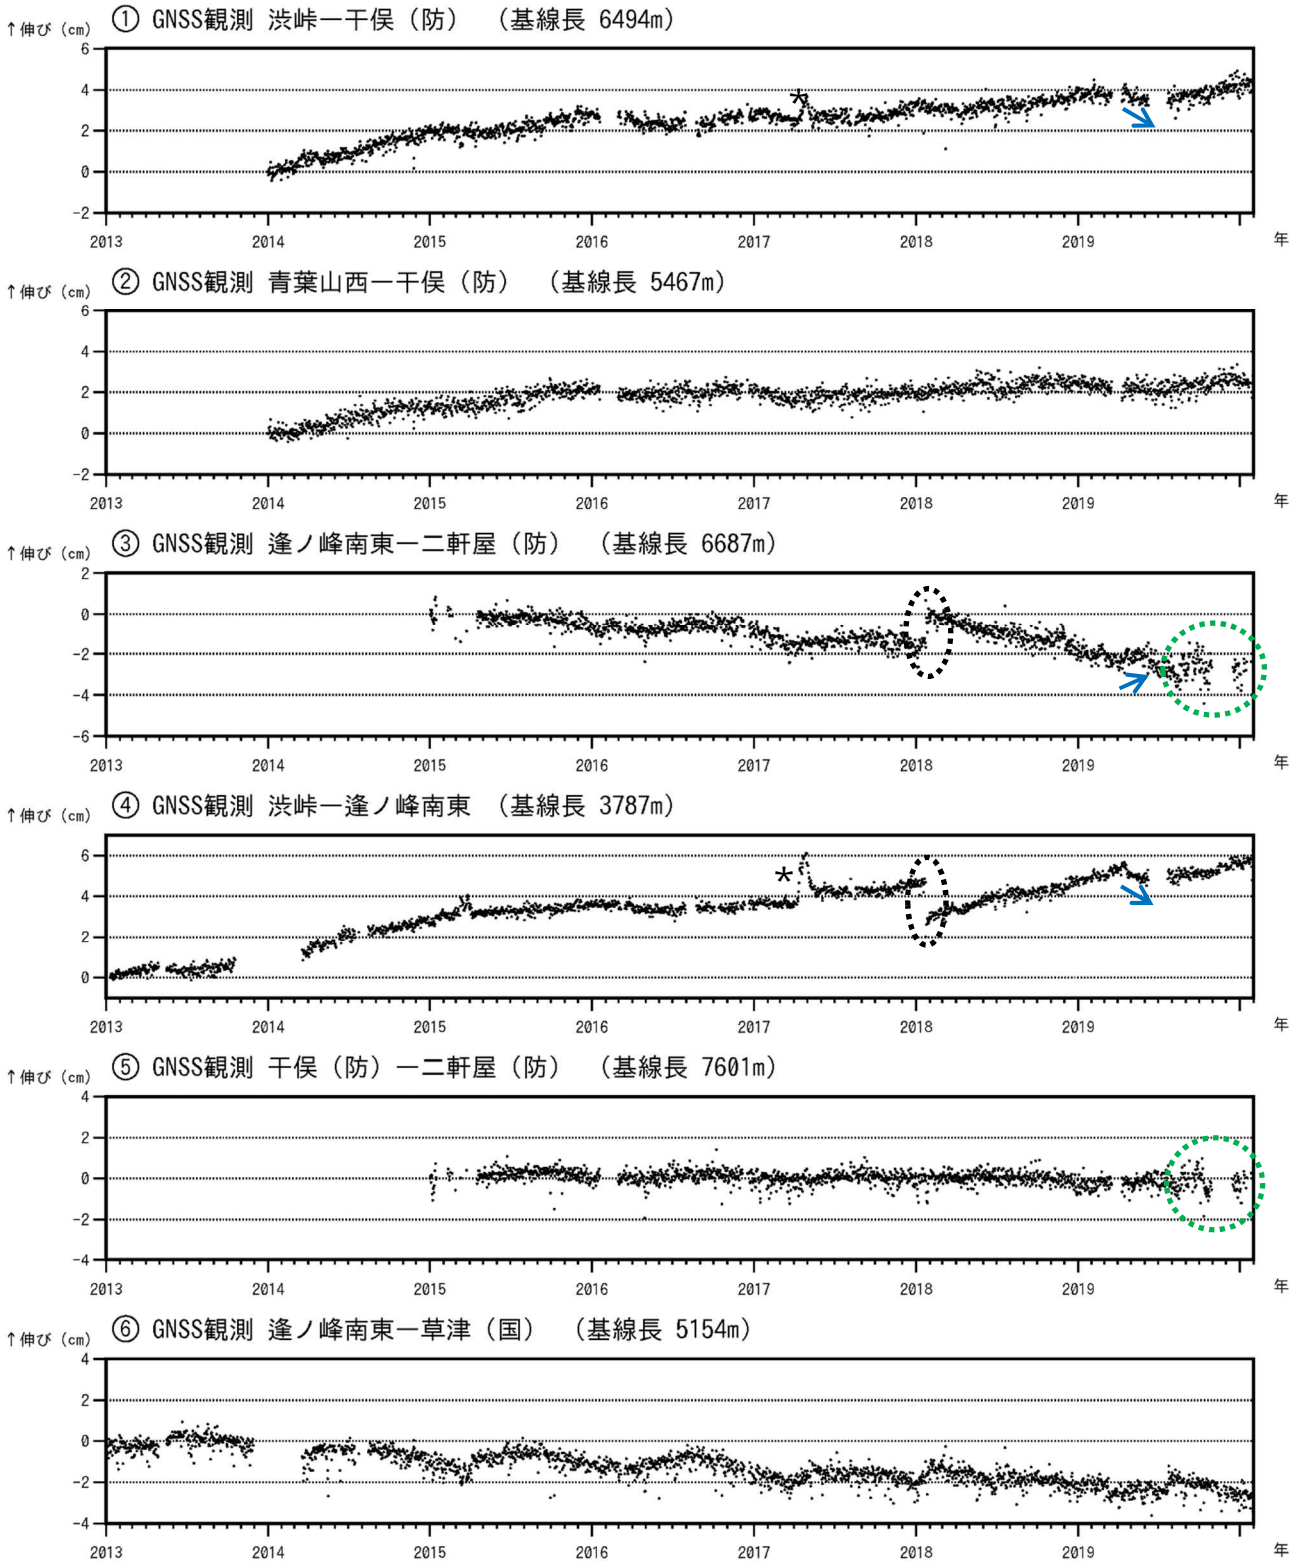 ① GNSS観測 渋峠ー干俣（防） （基線長 6494m）
↑伸び（cm）
6
4
*
2
0
-2
2013 2014 2015 2016 2017 2018 2019 年
② GNSS観測 青葉山西ー干俣（防） （基線長 5467m）
↑伸び（cm）
6
4
2
0
-2
2013 2014 2015 2016 2017 2018 2019 年
③ GNSS観測 逢ノ峰南東ー二軒屋（防） （基線長 6687m）
↑伸び（cm）
2
0
-2
-4
-6
2013 2014 2015 2016 2017 2018 2019 年
④ GNSS観測 渋峠ー逢ノ峰南東 （基線長 3787m）
↑伸び（cm）
6
*
4
2
0
2013 2014 2015 2016 2017 2018 2019 年
⑤ GNSS観測 干俣（防）ー二軒屋（防） （基線長 7601m）
↑伸び（cm）
4
2
0
-2
-4
2013 2014 2015 2016 2017 2018 2019 年
⑥ GNSS観測 逢ノ峰南東ー草津（国） （基線長 5154m）
↑伸び（cm）
4
2
0
-2
-4
2013 2014 2015 2016 2017 2018 2019 年